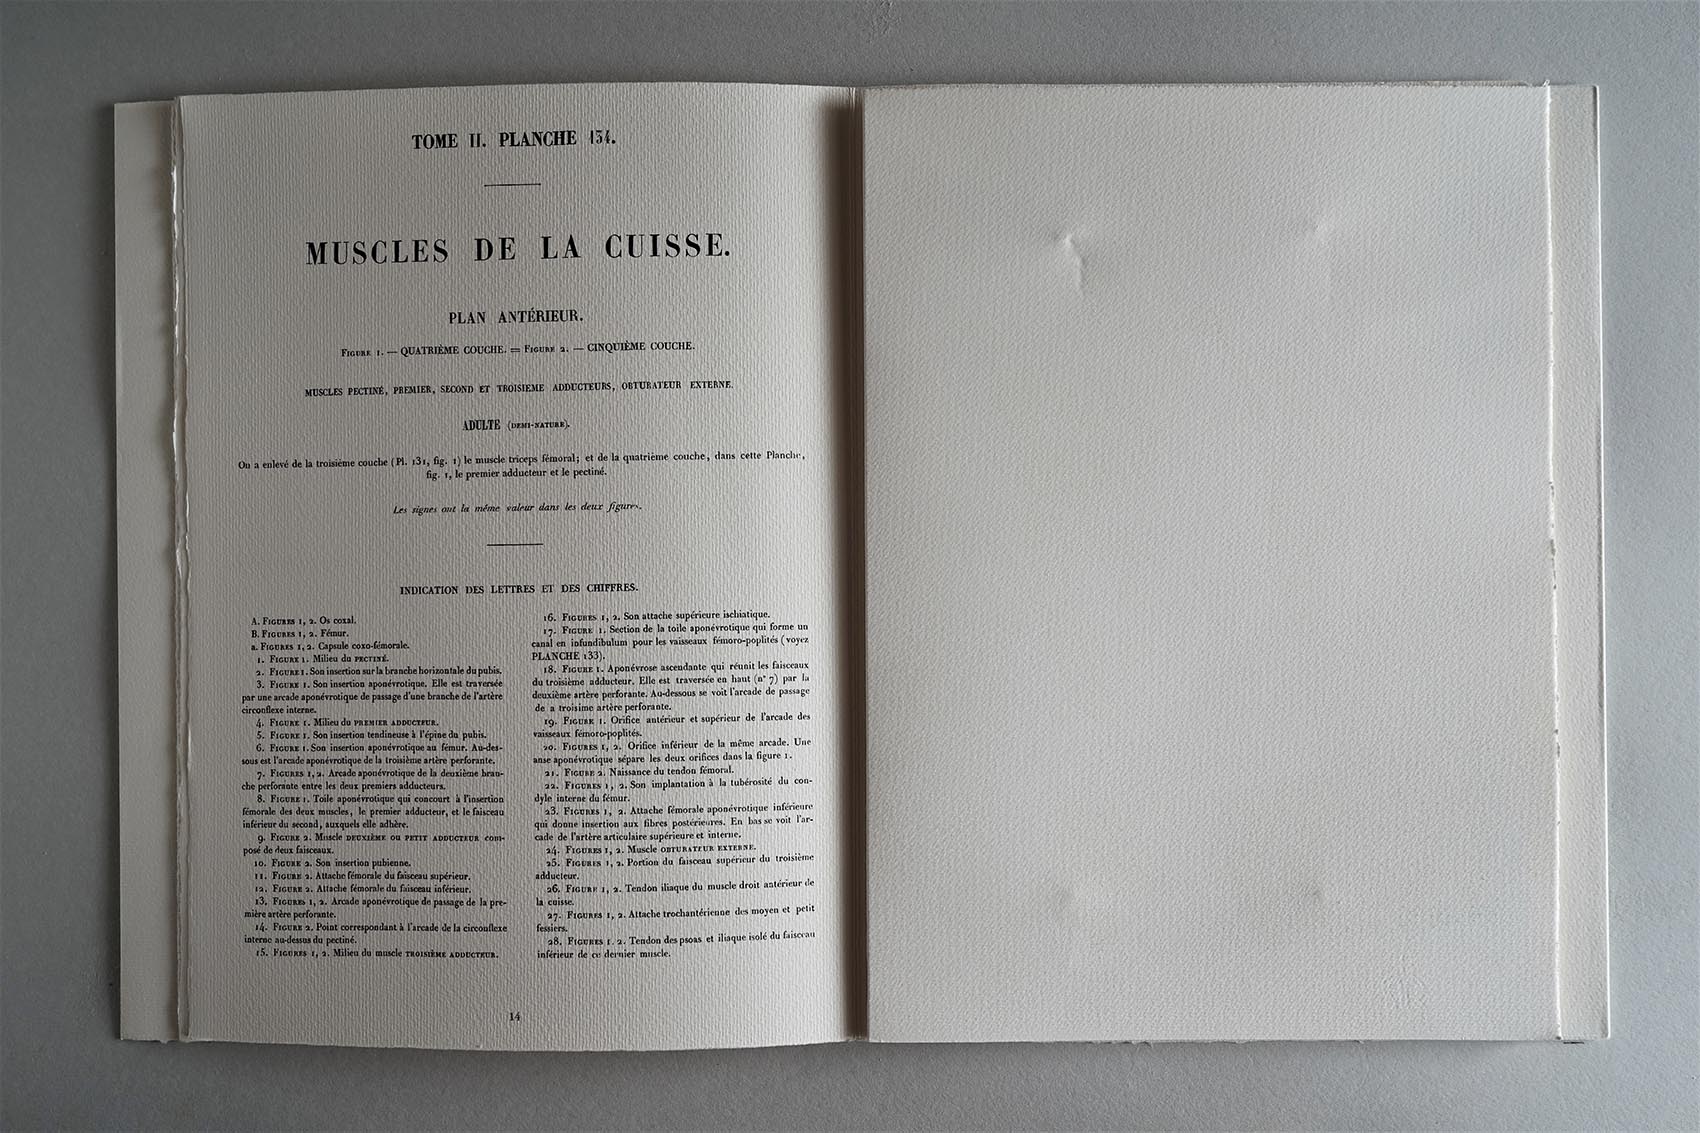 TOME II. PLANCHE 134.
MUSCLES DE LA CUISSE.
PLAN ANTÉRIEUR.
FIGURE 1. — QUATRIÈME COUCHE. = FIGURE 2. — CINQUIÈME COUCHE.
MUSCLES PECTINÉ, PREMIER, SECOND ET TROISIEME ADDUCTEURS, OBTURATEUR EXTERNE.
ADULTE (DEMI-NATURE).
On a enlevé de la troisième couche (Pl. 131, fig. 1) le muscle triceps fémoral; et de la quatrième couche, dans cette Planche,
fig. 1, le premier adducteur et le pectiné.
Les signes ont la même valeur dans les deux figures.
INDICATION DES LETTRES ET DES CHIFFRES.
A. FIGURES 1, 2. Os coxal.
B. FIGURES 1, 2. Fémur.
a. FIGURES 1, 2. Capsule coxo-fémorale.
1. FIGURE 1. Milieu du PECTINÉ.
2. FIGURE 1. Son insertion sur la branche horizontale du pubis.
3. FIGURE 1. Son insertion aponévrotique. Elle est traversée
par une arcade aponévrotique de passage d'une branche de l'artère
circonflexe interne.
4. FIGURE 1. Milieu du PREMIER ADDUCTEUR.
5. FIGURE 1. Son insertion tendineuse à l'épine du pubis.
6. FIGURE 1. Son insertion aponévrotique au fémur. Au-des-
sous est l'arcade aponévrotique de la troisième artère perforante.
7. FIGURES 1, 2. Arcade aponévrotique de la deuxième bran-
che perforante entre les deux premiers adducteurs.
8. FIGURE 1. Toile aponévrotique qui concourt à l'insertion
fémorale des deux muscles, le premier adducteur, et le faisceau
inférieur du second, auxquels elle adhère.
9. FIGURE 2. Muscle DEUXIÈME OU PETIT ADDUCTEUR com-
posé de deux faisceaux.
10. FIGURE 2. Son insertion pubienne.
11. FIGURE 2. Attache fémorale du faisceau supérieur.
12. FIGURE 2. Attache fémorale du faisceau inférieur.
13. FIGURES 1, 2. Arcade aponévrotique de passage de la pre-
mière artère perforante.
14. FIGURE 2. Point correspondant à l'arcade de la circonflexe
interne au-dessus du pectiné.
15. FIGURES 1, 2. Milieu du muscle TROISIÈME ADDUCTEUR.
16. FIGURES 1, 2. Son attache supérieure ischiatique.
17. FIGURE 1. Section de la toile aponévrotique qui forme un
canal en infundibulum pour les vaisseaux fémoro-poplités (voyez
PLANCHE 133).
18. FIGURE 1. Aponévrose ascendante qui réunit les faisceaux
du troisième adducteur. Elle est traversée en haut (n° 7) par la
deuxième artère perforante. Au-dessous se voit l'arcade de passage
de a troisime artère perforante.
19. FIGURE 1. Orifice antérieur et supérieur de l'arcade des
vaisseaux fémoro-poplités.
20. FIGURES 1, 2. Orifice inférieur de la même arcade. Une
anse aponévrotique sépare les deux orifices dans la figure 1.
21. FIGURE 2. Naissance du tendon fémoral.
22. FIGURES 1, 2. Son implantation à la tubérosité du con-
dyle interne du fémur.
23. FIGURES 1, 2. Attache fémorale aponévrotique inférieure
qui donne insertion aux fibres postérieures. En bas se voit l'ar-
cade de l'artère articulaire supérieure et interne.
24. FIGURES 1, 2. Muscle OBTURATEUR EXTERNE.
25. FIGURES 1, 2. Portion du faisceau supérieur du troisième
adducteur.
26. FIGURE 1, 2. Tendon iliaque du muscle droit antérieur de
la cuisse.
27. FIGURES 1, 2. Attache trochantérienne des moyen et petit
fessiers.
28. FIGURES 1. 2. Tendon des psoas et iliaque isolé du faisceau
inférieur de ce dernier muscle.
14